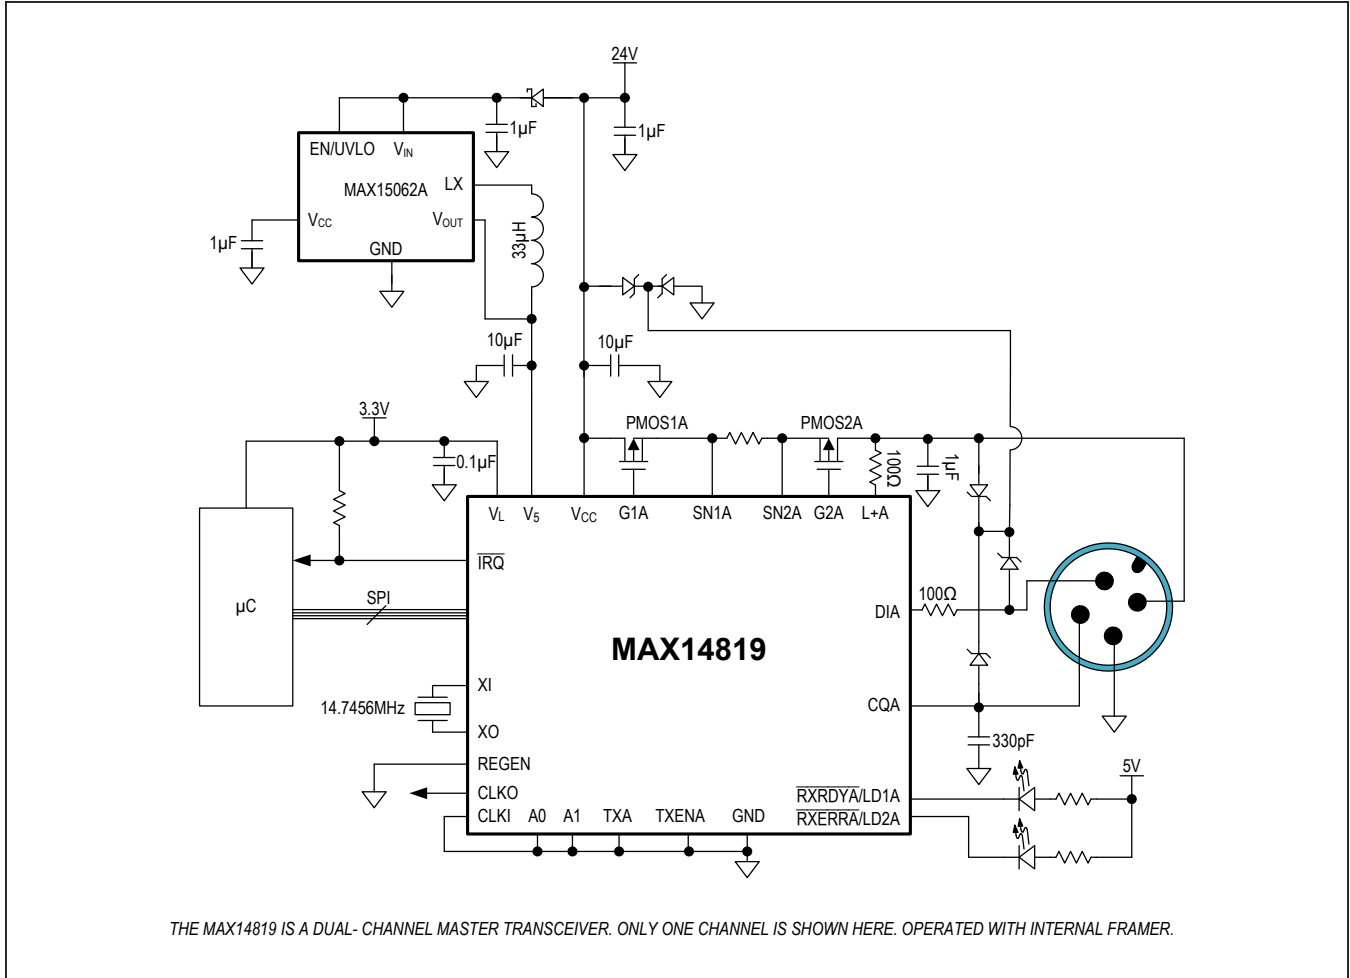 24V
1µF
1µF
EN/UVLO
VIN
MAX15062A
LX
VCC
VOUT
GND
1µF
33µH
10µF
10µF
3.3V
0.1µF
PMOS1A
PMOS2A
100Ω
1µF
VL
V5
VCC
G1A
SN1A
SN2A
G2A
L+A
µC
IRQ
SPI
MAX14819
DIA
100Ω
XI
14.7456MHz
XO
CQA
330pF
REGEN
CLKO
CLKI
A0
A1
TXA
TXENA
GND
RXRDYA/LD1A
RXERRA/LD2A
5V
THE MAX14819 IS A DUAL- CHANNEL MASTER TRANSCEIVER. ONLY ONE CHANNEL IS SHOWN HERE. OPERATED WITH INTERNAL FRAMER.